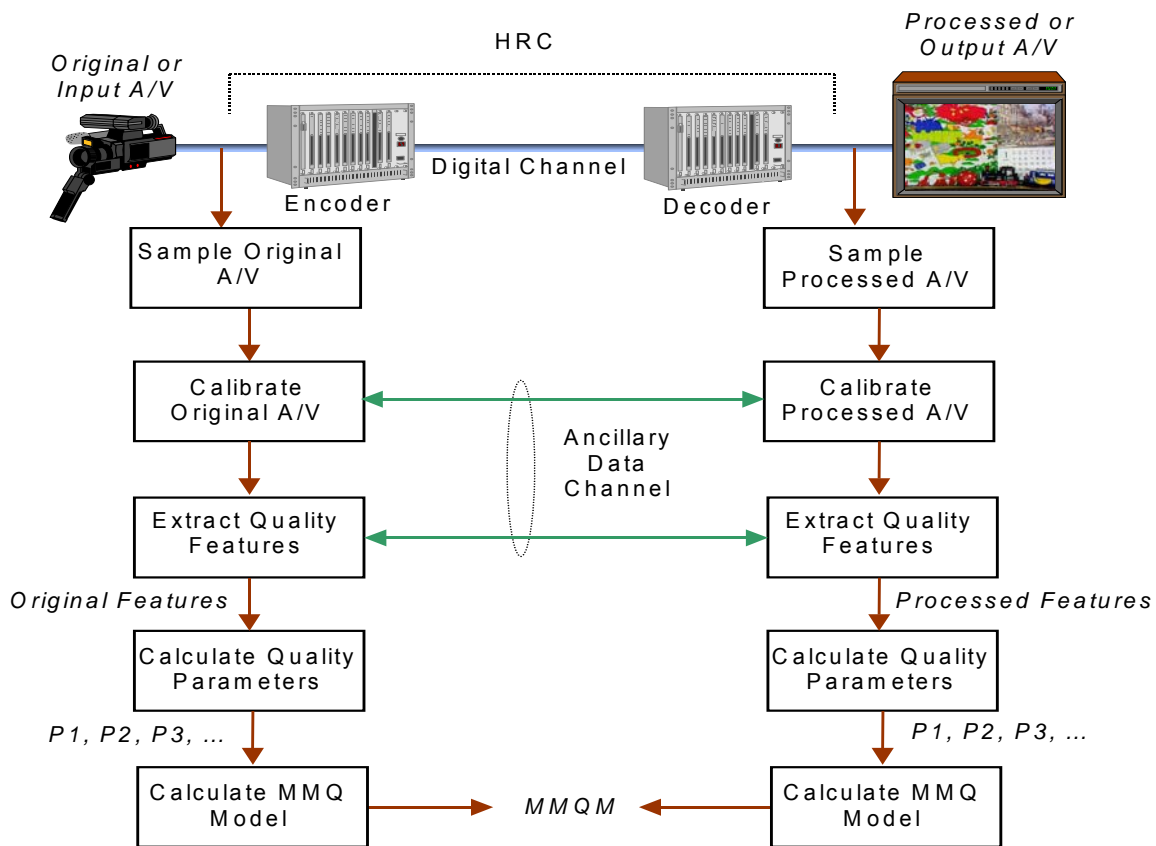 HRC
Processed or
Output A/V
Original or
Input A/V
Digital Channel
Encoder
Decoder
Sample Original
A/V
Sample
Processed A/V
Calibrate
Original A/V
Calibrate
Processed A/V
Ancillary
Data
Channel
Extract Quality
Features
Extract Quality
Features
Original Features
Processed Features
Calculate Quality
Parameters
Calculate Quality
Parameters
P1, P2, P3, ...
P1, P2, P3, ...
Calculate MMQ
Model
MMQM
Calculate MMQ
Model